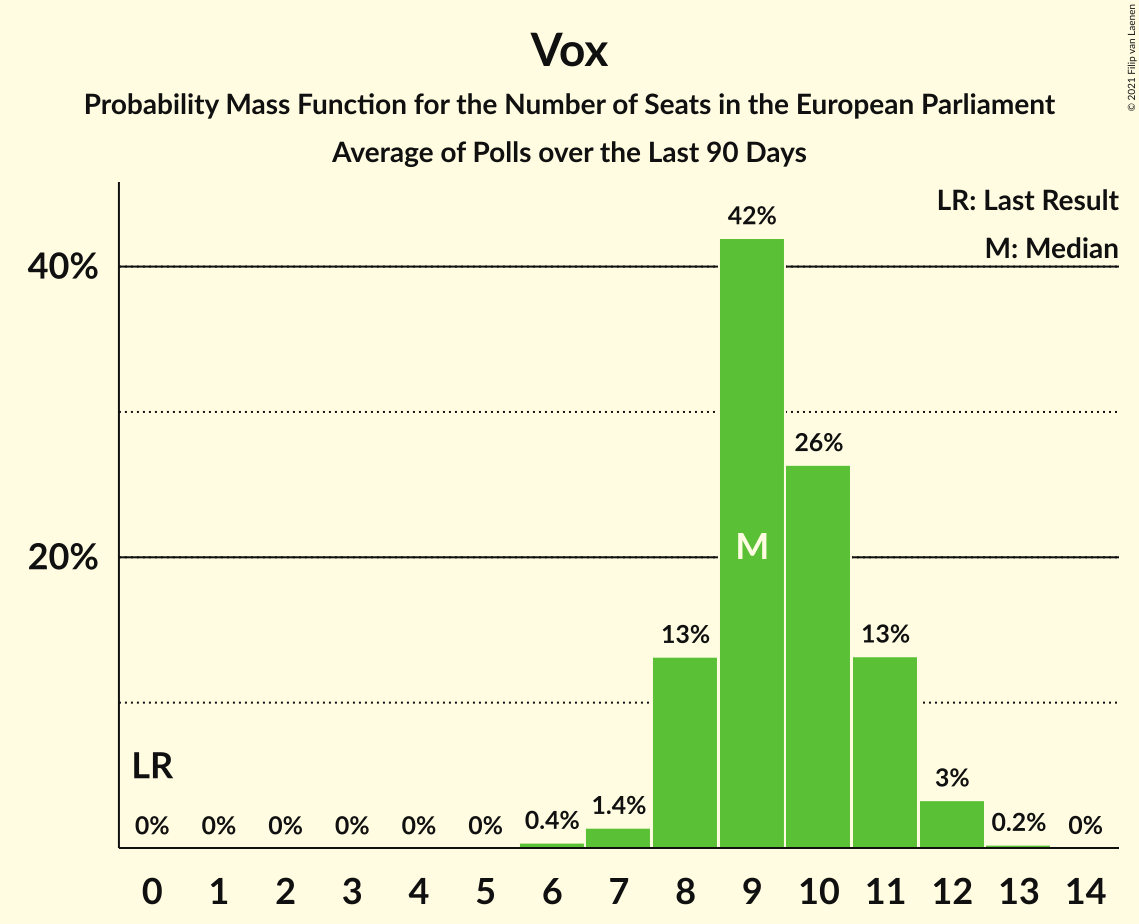 Vox
Probability Mass Function for the Number of Seats in the European Parliament
Average of Polls over the Last 90 Days
© 2021 Filip van Laenen
LR: Last Result
M: Median
40%
20%
42%
26%
M
13%
13%
LR
3%
0%
0%
0%
0%
0%
0%
0.4%
1.4%
0.2%
0%
0 1 2 3 4 5 6 7 8 9 10 11 12 13 14